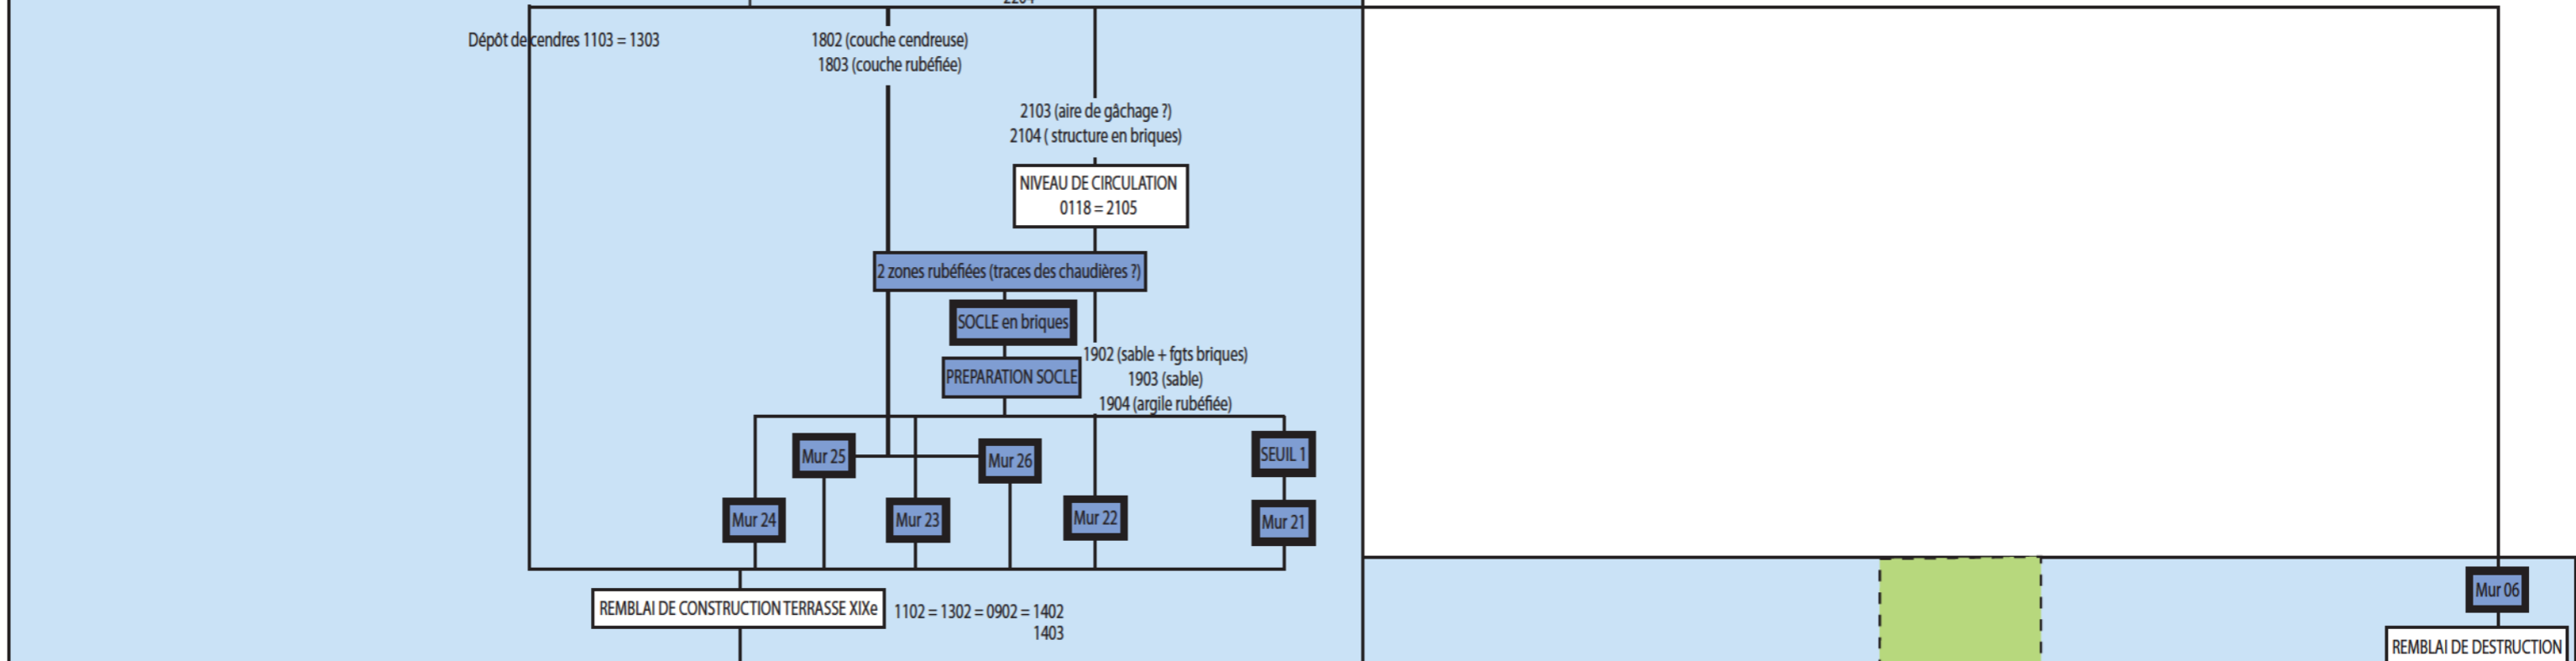 Dépôt de cendres 1103 = 1303
1802 (couche cendreuse)
1803 (couche rubéfiée)
2103 (aire de gâchage ?)
2104 ( structure en briques)
NIVEAU DE CIRCULATION
0118 = 2105
2 zones rubéfiées (traces des chaudières ?)
SOCLE en briques
PREPARATION SOCLE
1902 (sable + fgts briques)
1903 (sable)
1904 (argile rubéfiée)
Mur 25
Mur 26
SEUIL 1
Mur 24
Mur 23
Mur 22
Mur 21
REMBLAI DE CONSTRUCTION TERRASSE XIXe
1102 = 1302 = 0902 = 1402
1403
Mur 06
REMBLAI DE DESTRUCTION